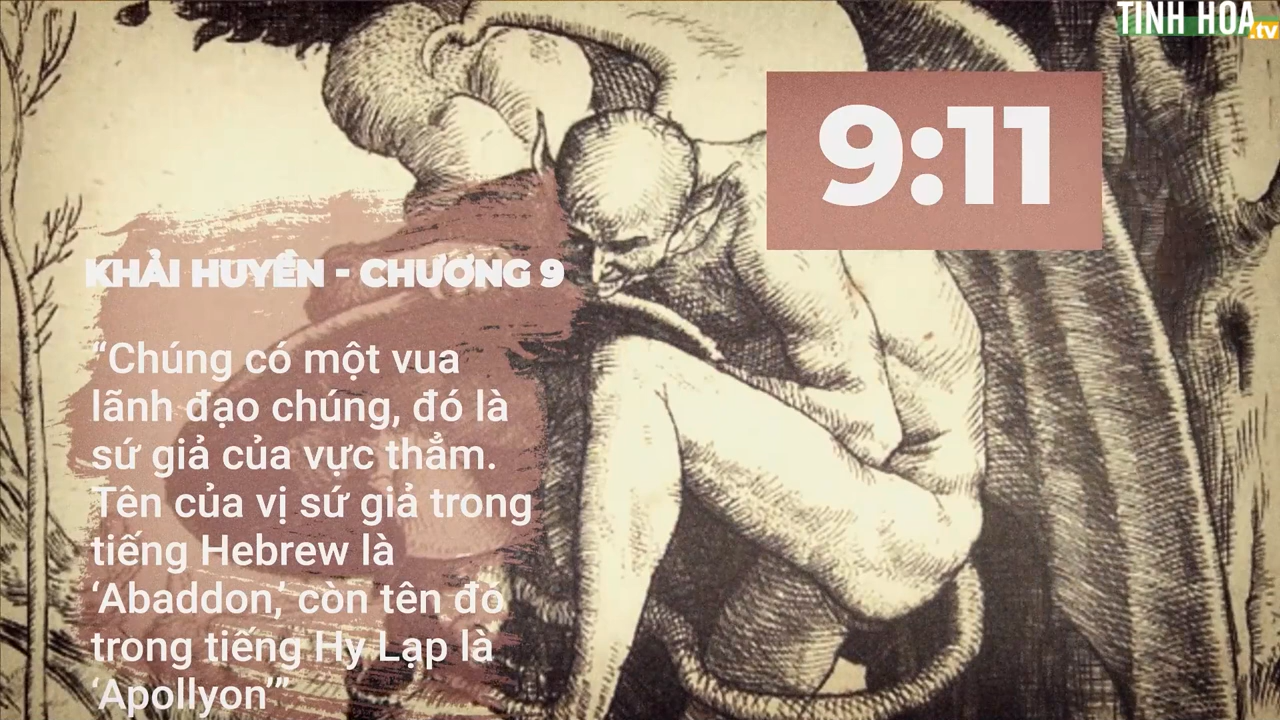 TINH HOA.tv
9:11
KHẢI HUYỀN - CHƯƠNG 9
“Chúng có một vua
lãnh đạo chúng, đó là
sứ giả của vực thẳm.
Tên của vị sứ giả trong
tiếng Hebrew là
‘Abaddon,’ còn tên đó
trong tiếng Hy Lạp là
‘Apollyon’”